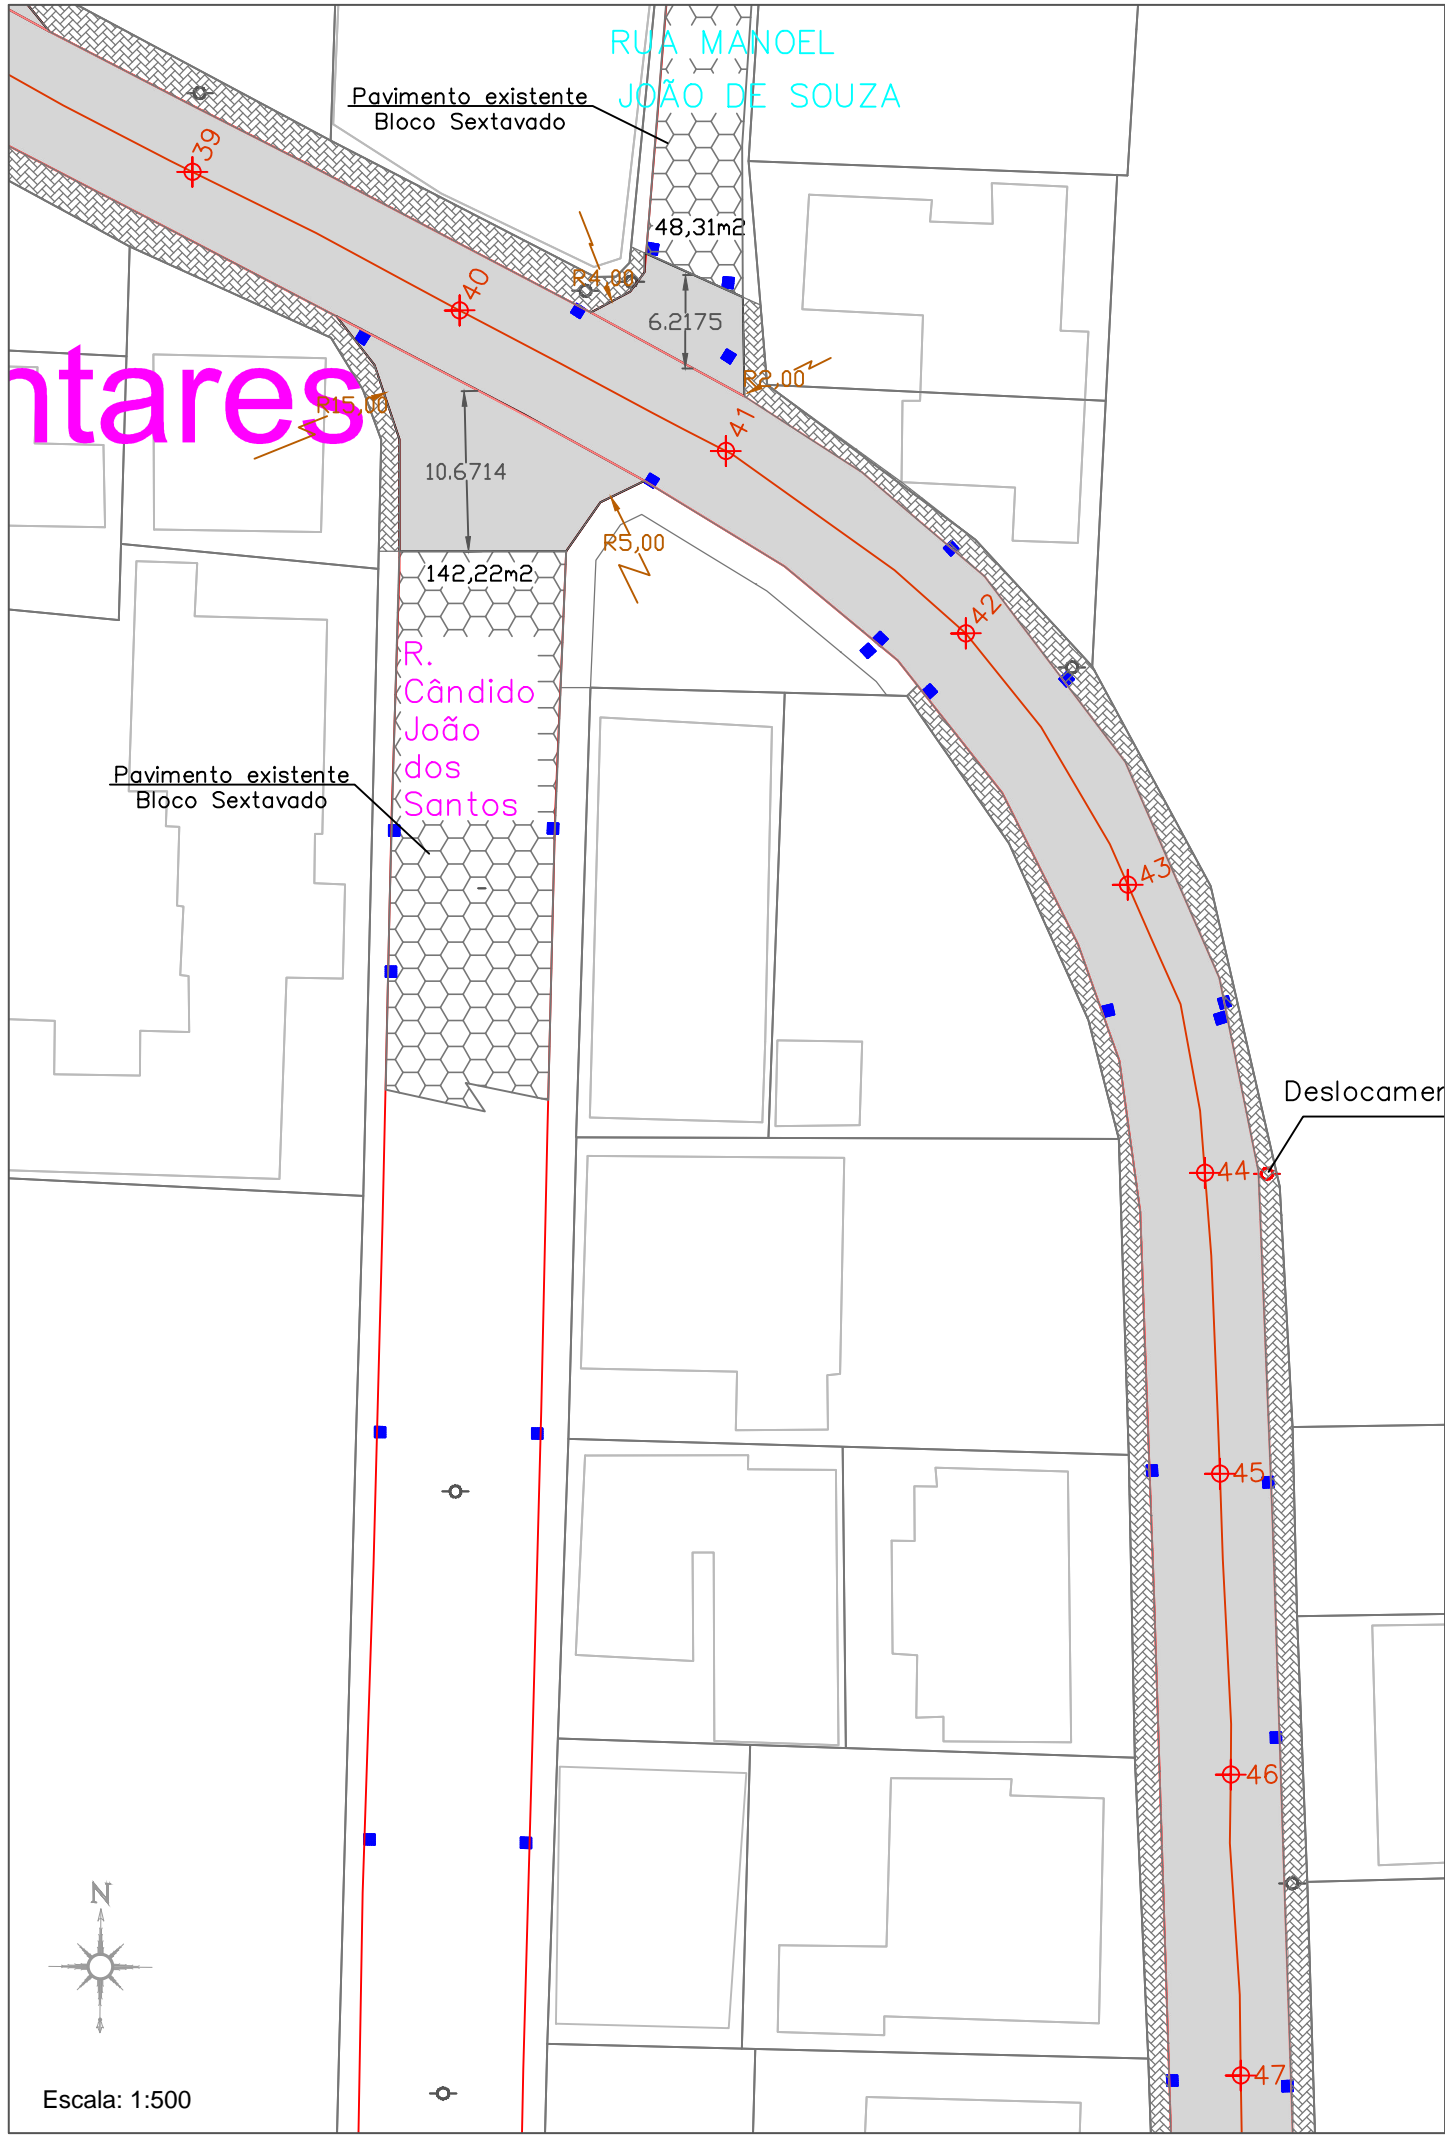 RUA MANOEL
JOÃO DE SOUZA
Pavimento existente
Bloco Sextavado
39
48,31m2
R4,00
40
6.2175
R2,00
ntares
R15,00
41
10.6714
R5,00
142,22m2
42
R.
Cândido
João
dos
Santos
Pavimento existente
Bloco Sextavado
43
Deslocamer
44
45
46
N
47
Escala: 1:500